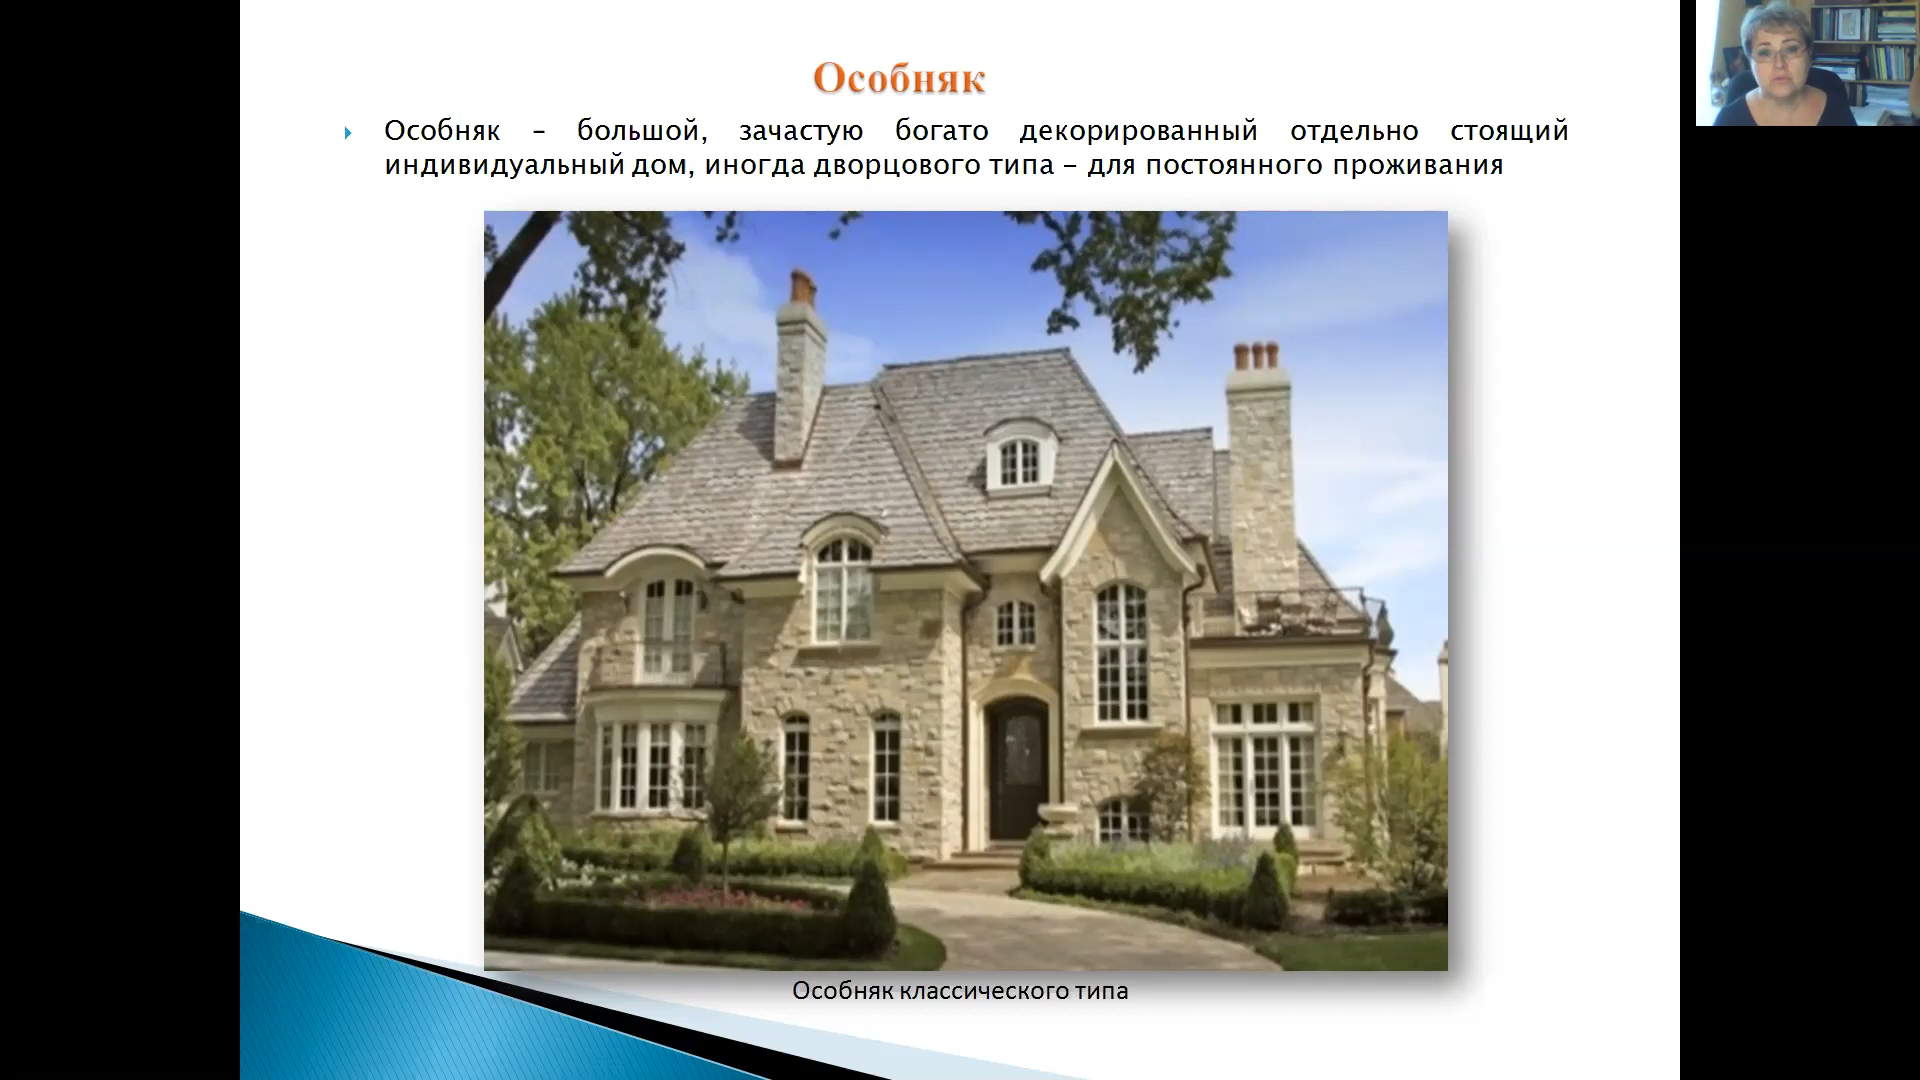 Особняк
Особняк – большой, зачастую богато декорированный отдельно стоящий
индивидуальный дом, иногда дворцового типа – для постоянного проживания
Особняк классического типа